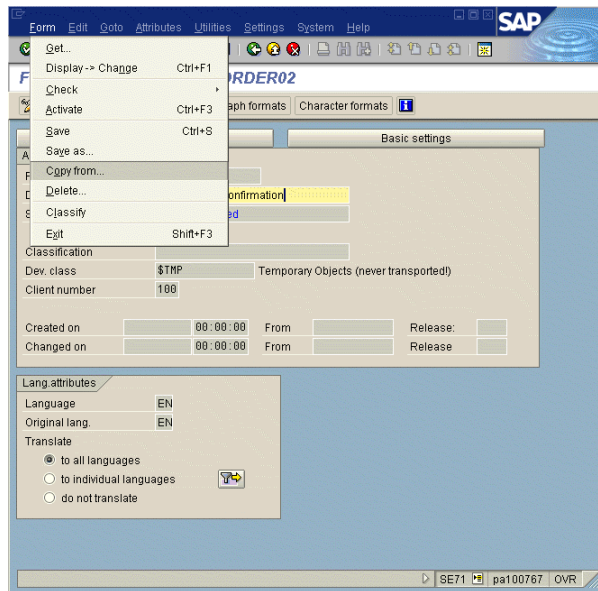 Form Edit Goto Attributes Utilities Settings System Help
SAP
Get...
Display -> Change Ctrl+F1
F RDER02
Check
Activate Ctrl+F3
aph formats Character formats
Save Ctrl+S
Basic settings
Save as...
A
Copy from...
Delete...
onfirmation
Classify
S ed
Exit Shift+F3
Classification
Dev. class $TMP Temporary Objects (never transported!)
Client number 100
Created on 00:00:00 From Release:
Changed on 00:00:00 From Release
Lang.attributes
Language EN
Original lang. EN
Translate
to all languages
to individual languages
do not translate
SE71 pa100767 OVR